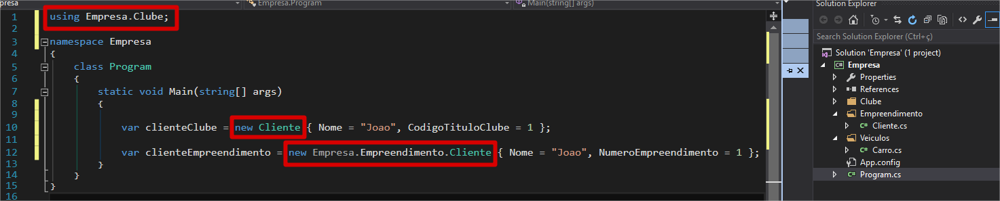 presa
Empresa.Program
Main(string[] args)
1 using Empresa.Clube;
2
3 namespace Empresa
4 {
5 class Program
6 {
7 static void Main(string[] args)
8 {
9
10 var clienteClube = new Cliente { Nome = "Joao", CodigoTituloClube = 1 };
11
12 var clienteEmpreendimento = new Empresa.Empreendimento.Cliente { Nome = "Joao", NumeroEmpreendimento = 1 };
13 }
14 }
15 }
16
Solution Explorer
Search Solution Explorer (Ctrl+ç)
Solution 'Empresa' (1 project)
C# Empresa
Properties
References
Clube
Empreendimento
C# Cliente.cs
Veiculos
C# Carro.cs
App.config
C# Program.cs